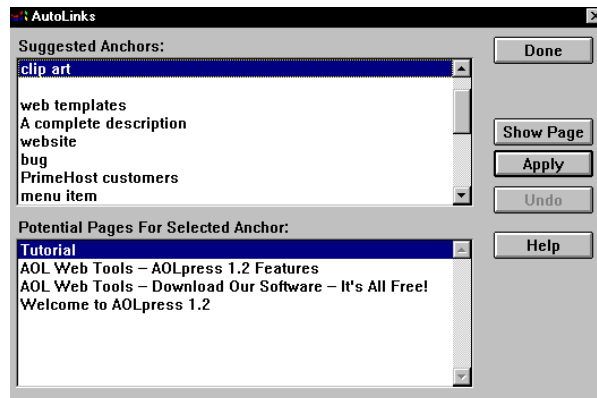 AutoLinks
Suggested Anchors:
clip art
web templates
A complete description
website
bug
PrimeHost customers
menu item
Done
Show Page
Apply
Undo
Help
Potential Pages For Selected Anchor:
Tutorial
AOL Web Tools – AOLpress 1.2 Features
AOL Web Tools – Download Our Software – It's All Free!
Welcome to AOLpress 1.2